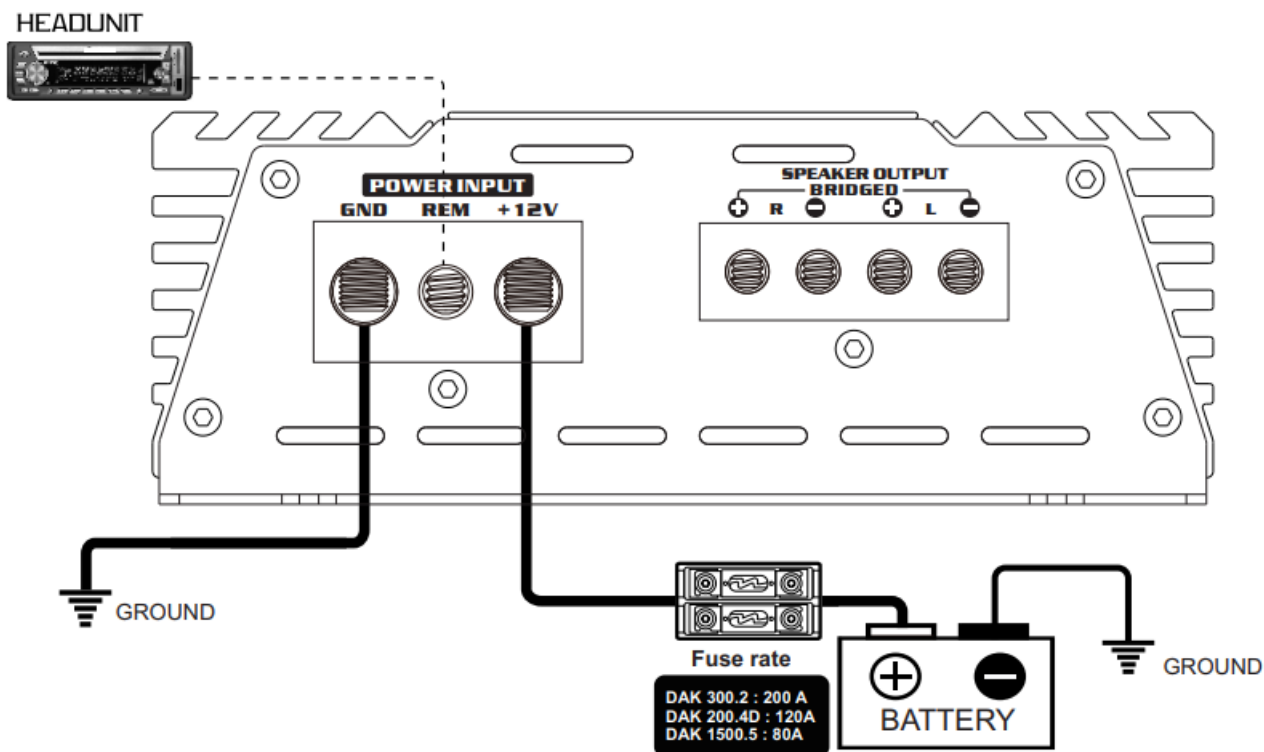 HEADUNIT
POWER INPUT
GND REM +12V
SPEAKER OUTPUT
BRIDGED
+ R - + L -
GROUND
Fuse rate
DAK 300.2 : 200 A
DAK 200.4D : 120A
DAK 1500.5 : 80A
+ -
BATTERY
GROUND